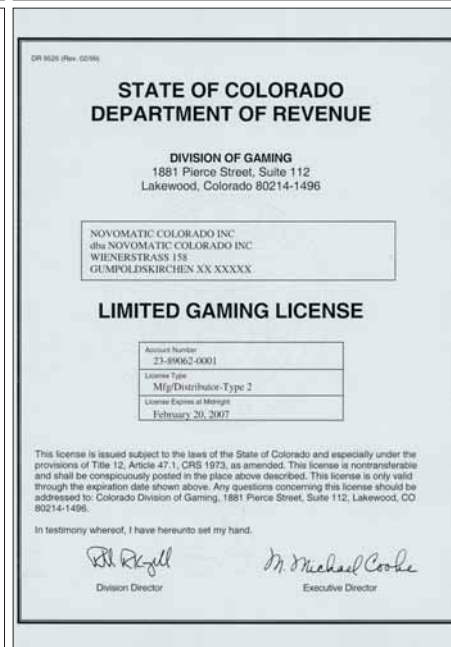 DR 9526 (Rev. 02/99)
STATE OF COLORADO
DEPARTMENT OF REVENUE
DIVISION OF GAMING
1881 Pierce Street, Suite 112
Lakewood, Colorado 80214-1496
NOVOMATIC COLORADO INC
dba NOVOMATIC COLORADO INC
WIENERSTRASS 158
GUMPOLDSKIRCHEN XX XXXXX
LIMITED GAMING LICENSE
Account Number
23-89062-0001
License Type
Mfg/Distributor-Type 2
License Expires at Midnight
February 20, 2007
This license is issued subject to the laws of the State of Colorado and especially under the
provisions of Title 12, Article 47.1, CRS 1973, as amended. This license is nontransferable
and shall be conspicuously posted in the place above described. This license is only valid
through the expiration date shown above. Any questions concerning this license should be
addressed to: Colorado Division of Gaming, 1881 Pierce Street, Suite 112, Lakewood, CO
80214-1496.
In testimony whereof, I have hereunto set my hand.
M. Michael Cooke
Division Director
Executive Director